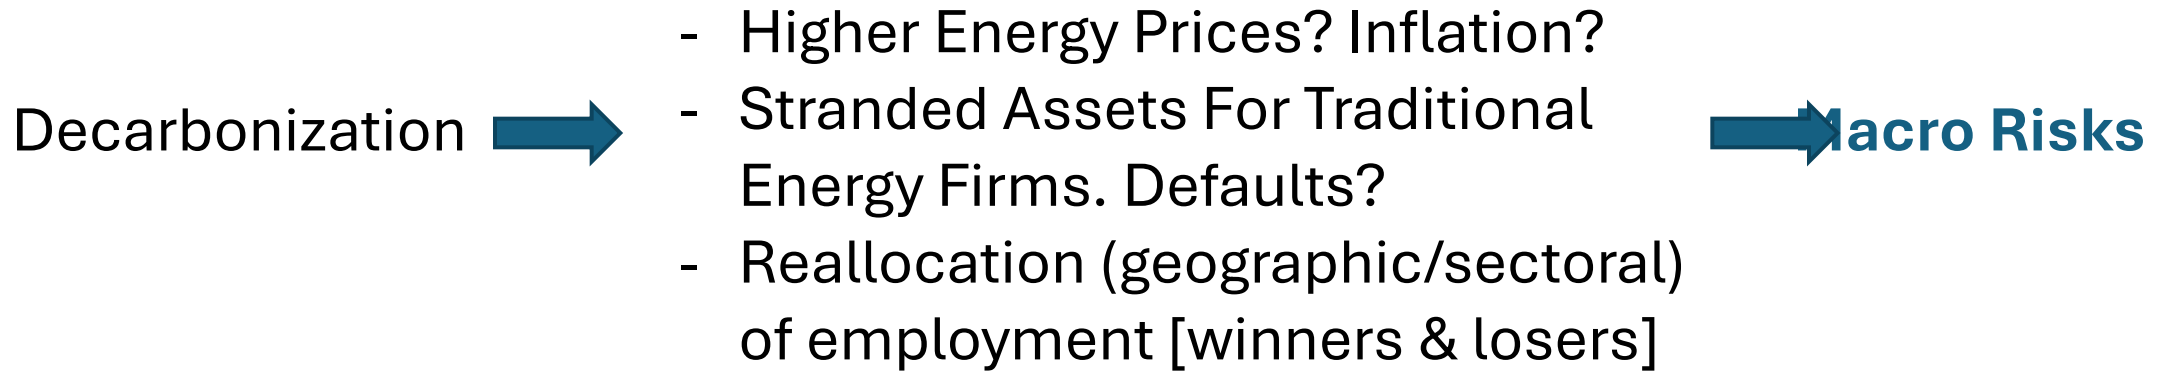 Decarbonization
- Higher Energy Prices? Inflation?
- Stranded Assets For Traditional
Energy Firms. Defaults?
- Reallocation (geographic/sectoral)
of employment [winners & losers]
Macro Risks